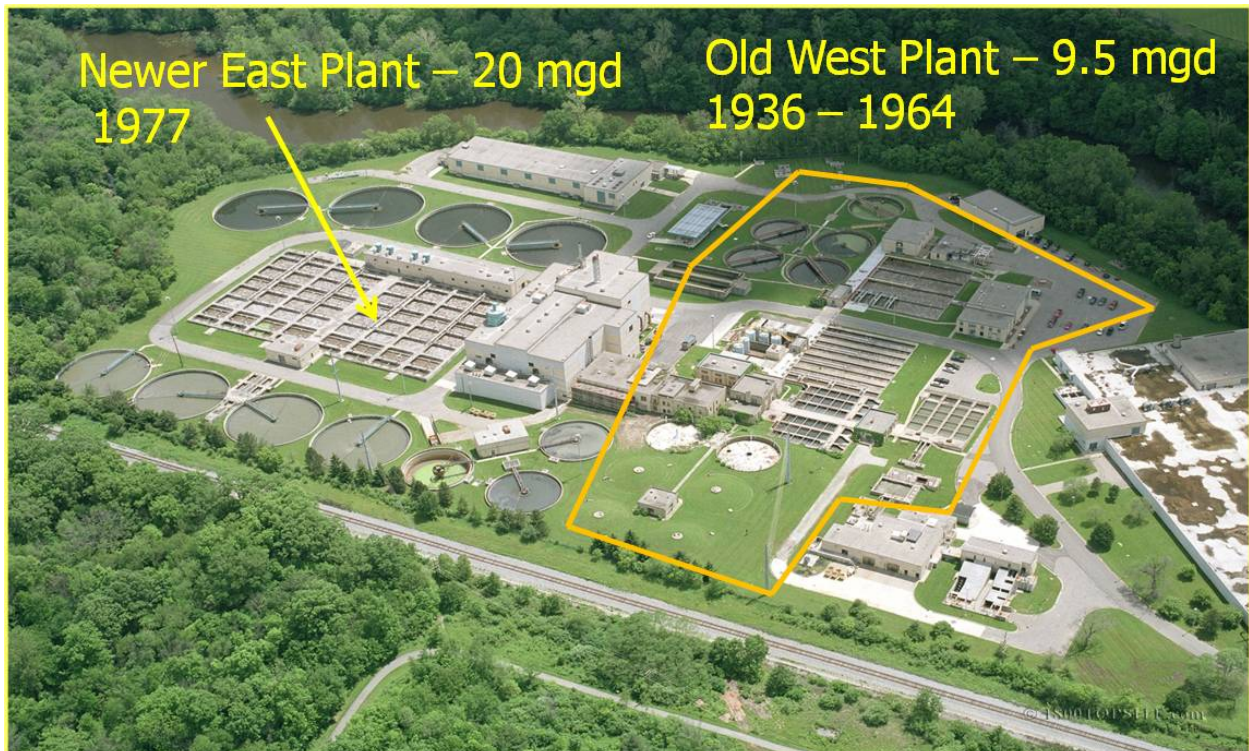 Newer East Plant – 20 mgd
1977
Old West Plant – 9.5 mgd
1936 – 1964